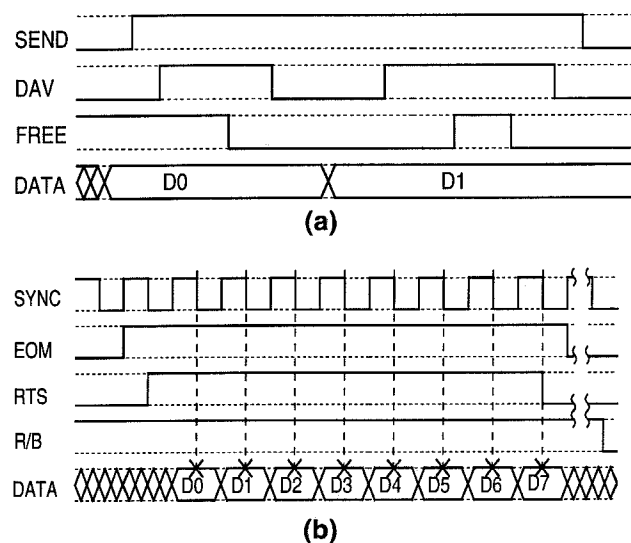 SEND
DAV
FREE
DATA D0 D1
(a)
SYNC
EOM
RTS
R/B
DATA D0 D1 D2 D3 D4 D5 D6 D7
(b)